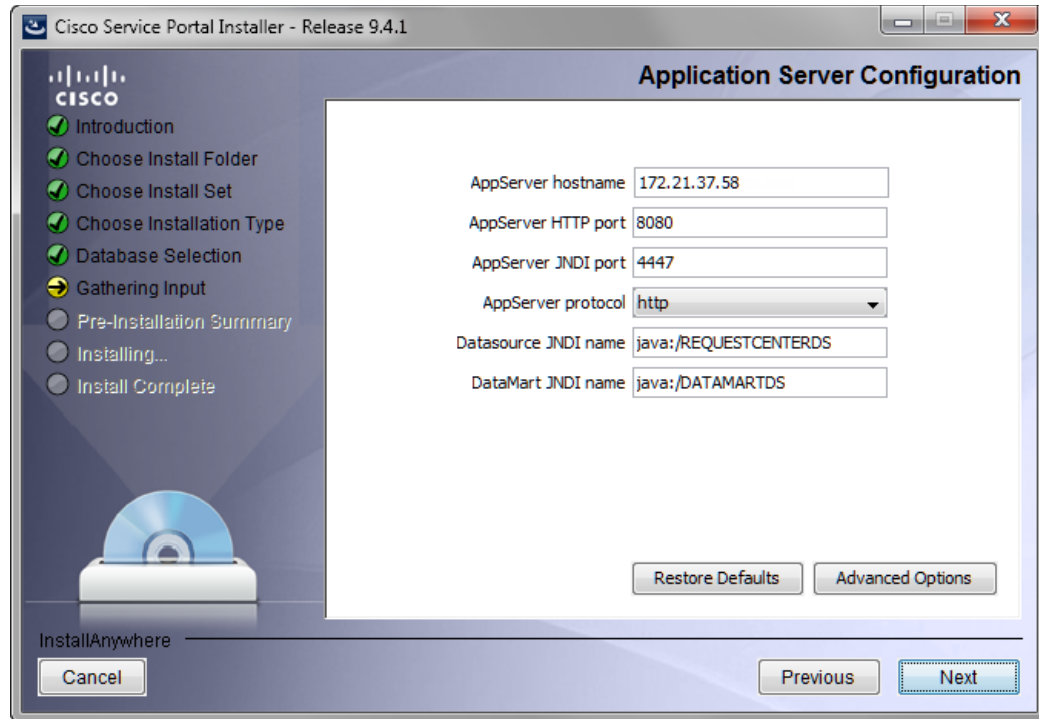 Cisco Service Portal Installer - Release 9.4.1
CISCO
Application Server Configuration
Introduction
Choose Install Folder
Choose Install Set
Choose Installation Type
Database Selection
Gathering Input
Pre-Installation Summary
Installing...
Install Complete
AppServer hostname 172.21.37.58
AppServer HTTP port 8080
AppServer JNDI port 4447
AppServer protocol http
Datasource JNDI name java:/REQUESTCENTERDS
DataMart JNDI name java:/DATAMARTDS
Restore Defaults Advanced Options
InstallAnywhere
Cancel Previous Next